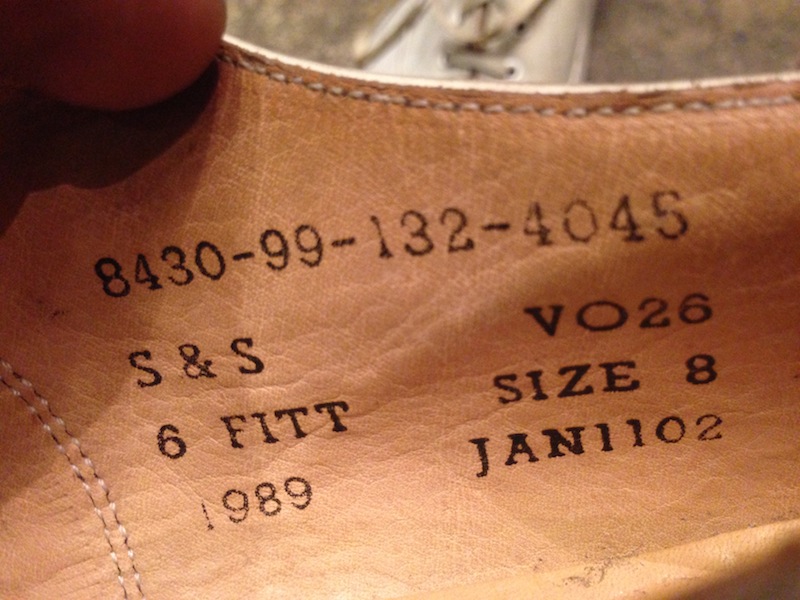 8430-99-132-4045
S & S VO26
6 FITT SIZE 8
1989 JAN1102